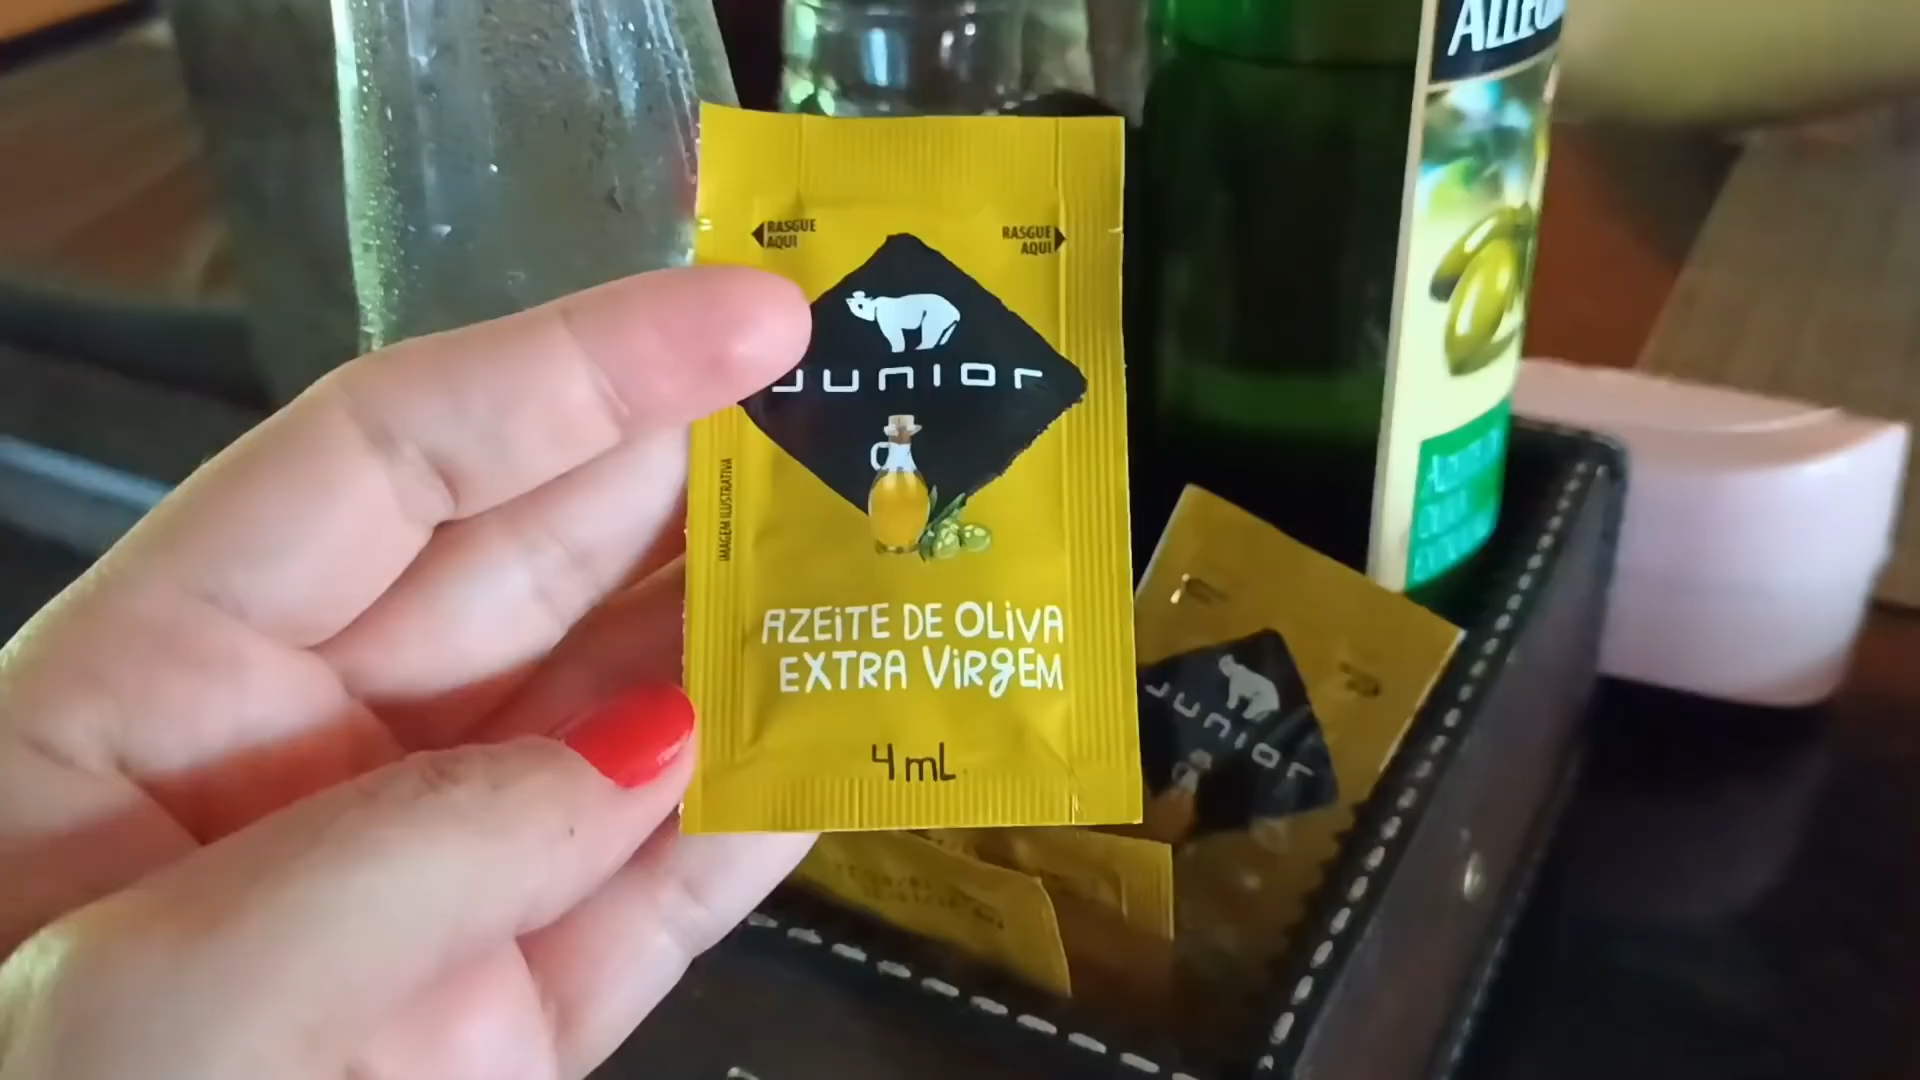 RASGUE
AQUI
RASGUE
AQUI
JUNIOR
IMAGEM ILUSTRATIVA
AZEITE DE OLIVA
EXTRA VIRGEM
4 mL
JUNIOR